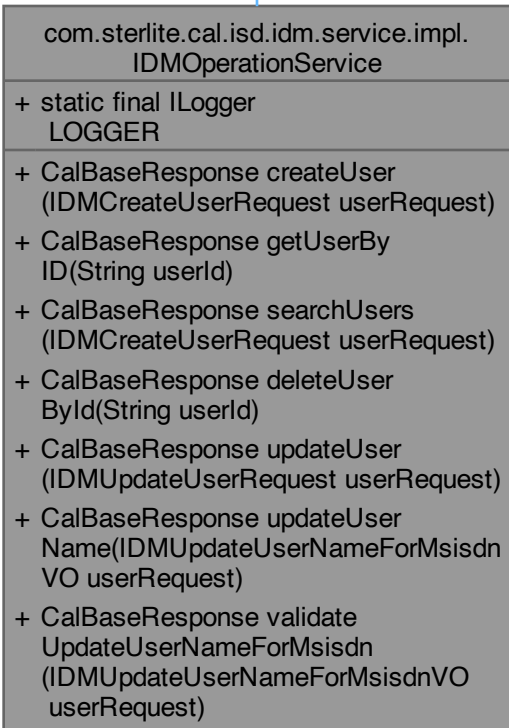 com.sterlite.cal.isd.idm.service.impl.
IDMOperationService
+ static final ILogger
LOGGER
+ CalBaseResponse createUser
(IDMCreateUserRequest userRequest)
+ CalBaseResponse getUserBy
ID(String userId)
+ CalBaseResponse searchUsers
(IDMCreateUserRequest userRequest)
+ CalBaseResponse deleteUser
ById(String userId)
+ CalBaseResponse updateUser
(IDMUpdateUserRequest userRequest)
+ CalBaseResponse updateUser
Name(IDMUpdateUserNameForMsisdn
VO userRequest)
+ CalBaseResponse validate
UpdateUserNameForMsisdn
(IDMUpdateUserNameForMsisdnVO
userRequest)